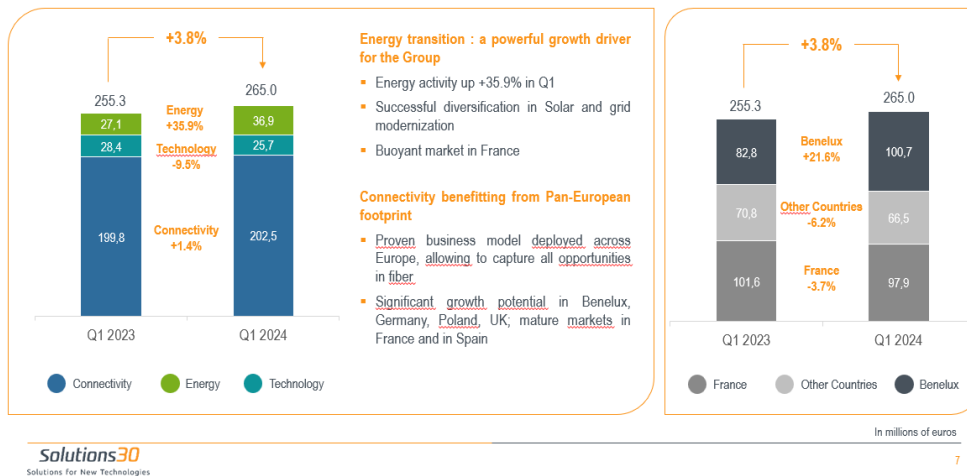 +3.8%
255.3
265.0
Energy
+35.9%
27,1
36,9
28,4
Technology
-9.5%
25,7
199,8
Connectivity
+1.4%
202,5
Q1 2023
Q1 2024
Connectivity
Energy
Technology
Energy transition : a powerful growth driver
for the Group
▪ Energy activity up +35.9% in Q1
▪ Successful diversification in Solar and grid
modernization
▪ Buoyant market in France
Connectivity benefitting from Pan-European
footprint
▪ Proven business model deployed across
Europe, allowing to capture all opportunities
in fiber
▪ Significant growth potential in Benelux,
Germany, Poland, UK; mature markets in
France and in Spain
+3.8%
255.3
265.0
82,8
Benelux
+21.6%
100,7
70,8
Other Countries
-6.2%
66,5
101,6
France
-3.7%
97,9
Q1 2023
Q1 2024
France
Other Countries
Benelux
In millions of euros
Solutions30
Solutions for New Technologies
7